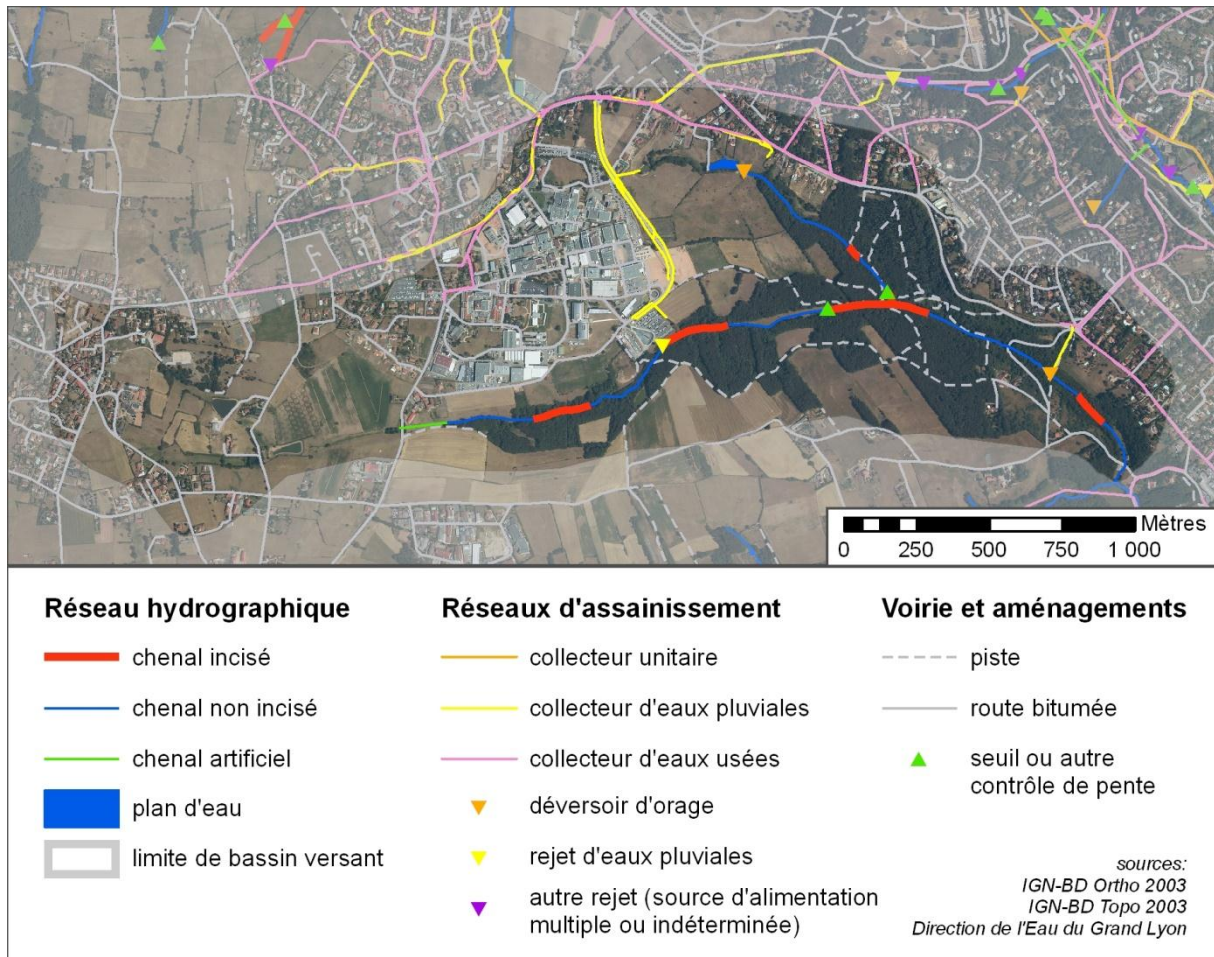 Mètres
0 250 500 750 1 000
Réseau hydrographique
chenal incisé
chenal non incisé
chenal artificiel
plan d'eau
limite de bassin versant
Réseaux d'assainissement
collecteur unitaire
collecteur d'eaux pluviales
collecteur d'eaux usées
déversoir d'orage
rejet d'eaux pluviales
autre rejet (source d'alimentation
multiple ou indéterminée)
Voirie et aménagements
piste
route bitumée
seuil ou autre
contrôle de pente
sources:
IGN-BD Ortho 2003
IGN-BD Topo 2003
Direction de l'Eau du Grand Lyon